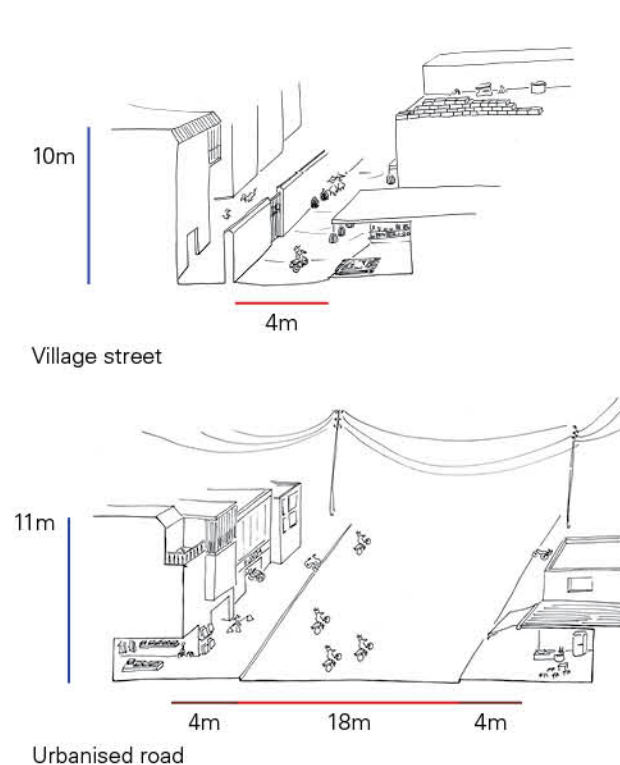 10m
4m
Village street
11m
4m 18m 4m
Urbanised road